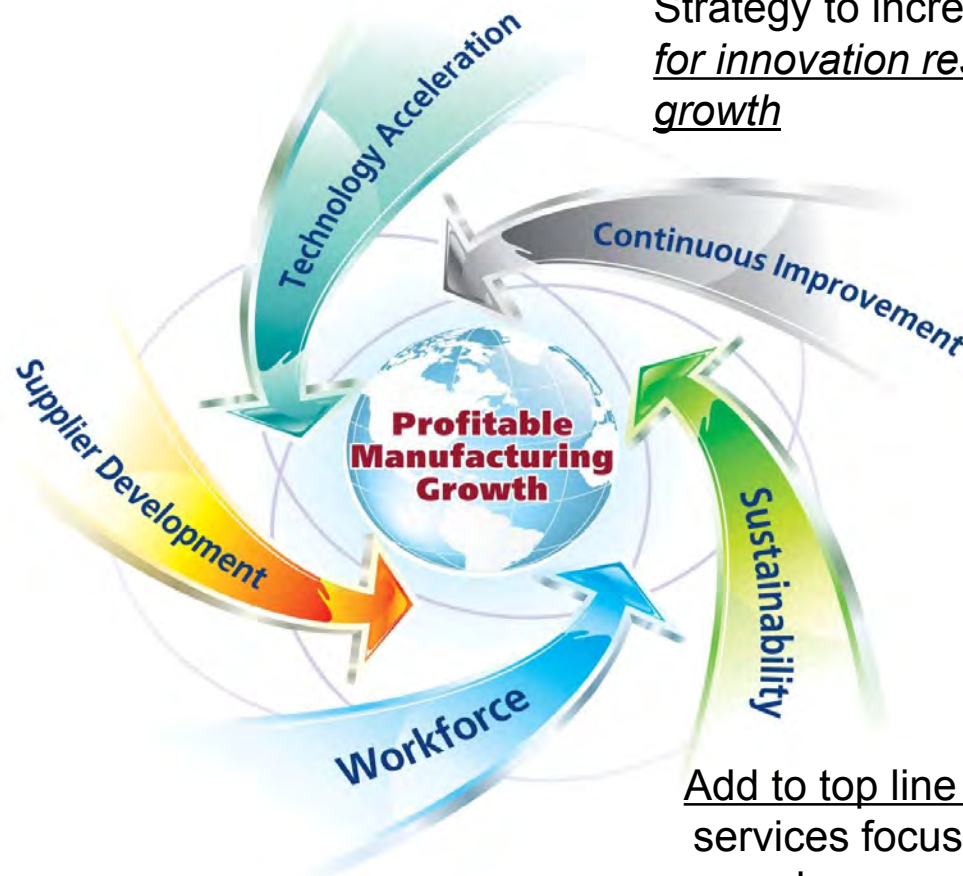 Strategy to incre
for innovation res
growth
Technology Acceleration
Continuous Improvement
Supplier Development
Profitable
Manufacturing
Growth
Sustainability
Workforce
Add to top line
services focus